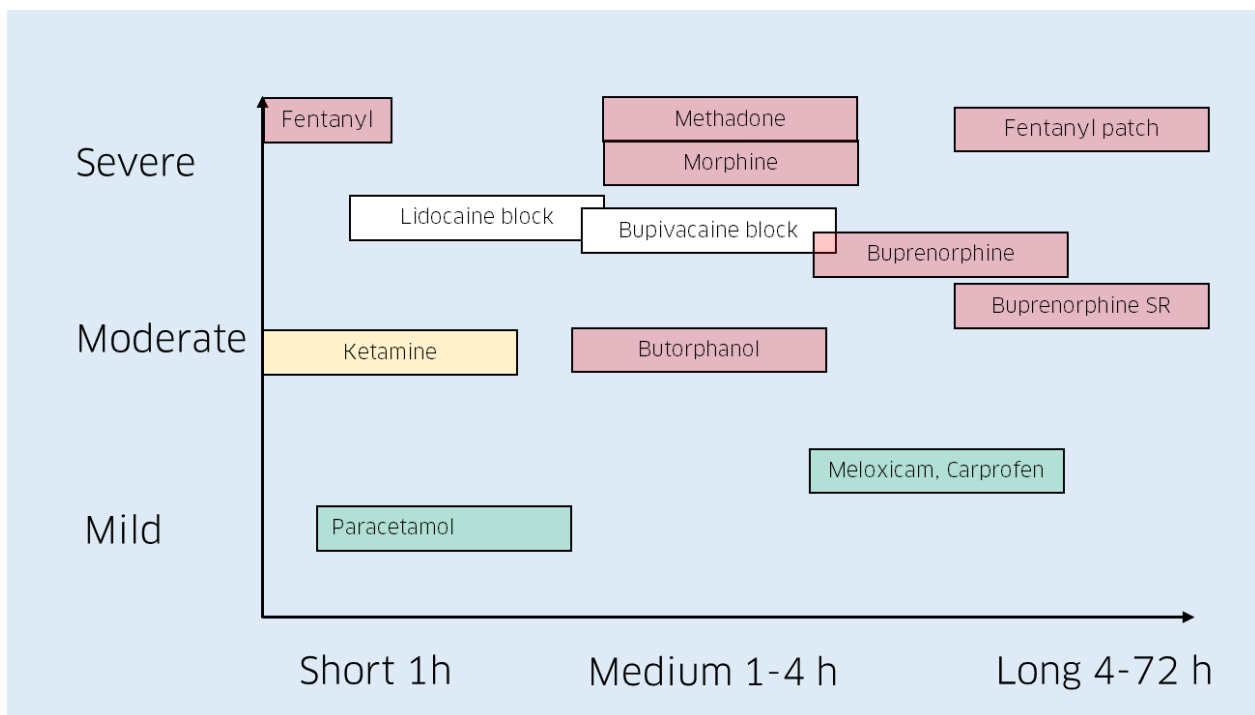 Fentanyl
Methadone
Fentanyl patch
Severe
Morphine
Lidocaine block
Bupivacaine block
Buprenorphine
Buprenorphine SR
Moderate
Ketamine
Butorphanol
Meloxicam, Carprofen
Mild
Paracetamol
Short 1h
Medium 1-4 h
Long 4-72 h